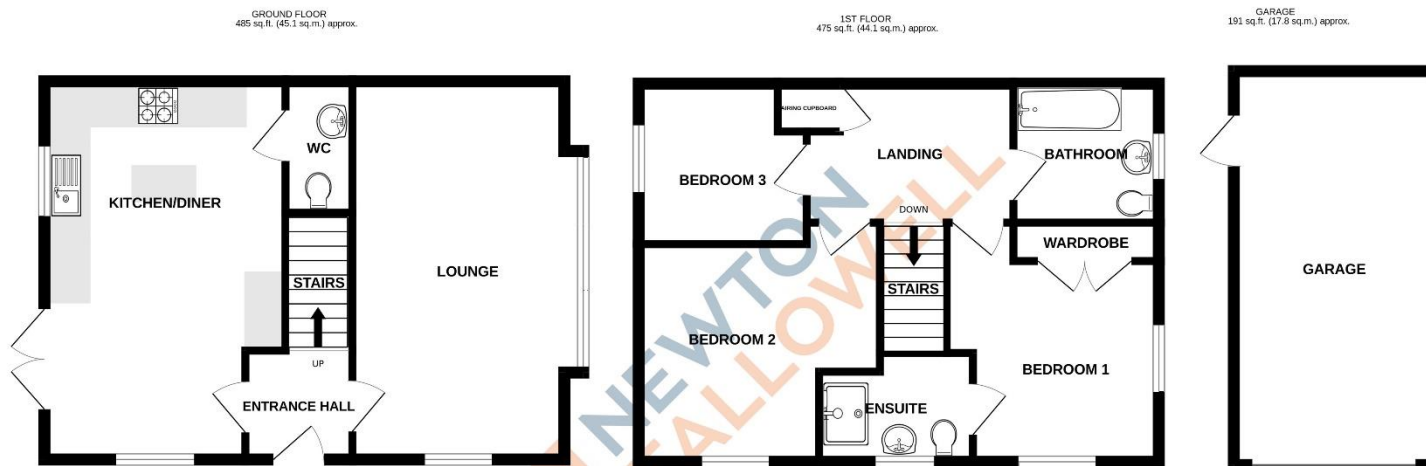 GROUND FLOOR
485 sq.ft. (45.1 sq.m.) approx.
1ST FLOOR
475 sq.ft. (44.1 sq.m.) approx.
GARAGE
191 sq.ft. (17.8 sq.m.) approx.
WC
KITCHEN/DINER
STAIRS
LOUNGE
UP
ENTRANCE HALL
AIRING CUPBOARD
LANDING
BATHROOM
BEDROOM 3
DOWN
WARDROBE
STAIRS
BEDROOM 2
BEDROOM 1
ENSUITE
GARAGE
NEWTON
FALLOWELL